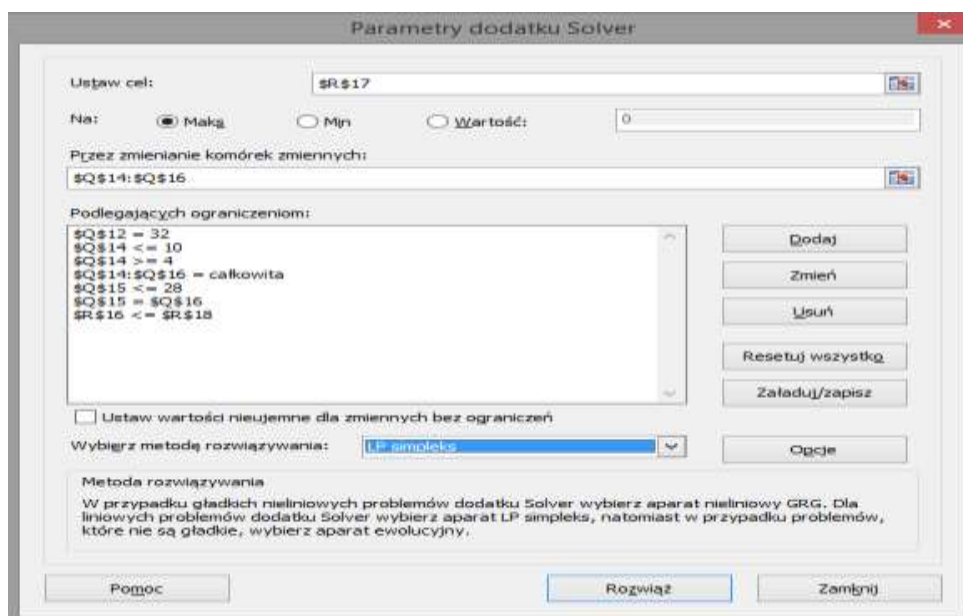 Parametry dodatku Solver
Ustaw cel: $R$17
Na: Maks Min Wartość: 0
Przez zmienianie komórek zmiennych:
$Q$14:$Q$16
Podlegających ograniczeniom:
$Q$12 = 32
$Q$14 <= 10
$Q$14 >= 4
$Q$14:$Q$16 = całkowita
$Q$15 <= 28
$Q$15 = $Q$16
$R$16 <= $R$18
Dodaj
Zmień
Usuń
Resetuj wszystko
Załaduj/zapisz
Ustaw wartości nieujemne dla zmiennych bez ograniczeń
Wybierz metodę rozwiązywania: LP simpleks Opcje
Metoda rozwiązywania
W przypadku gładkich nieliniowych problemów dodatku Solver wybierz aparat nieliniowy GRG. Dla
liniowych problemów dodatku Solver wybierz aparat LP simpleks, natomiast w przypadku problemów,
które nie są gładkie, wybierz aparat ewolucyjny.
Pomoc Rozwiąż Zamknij